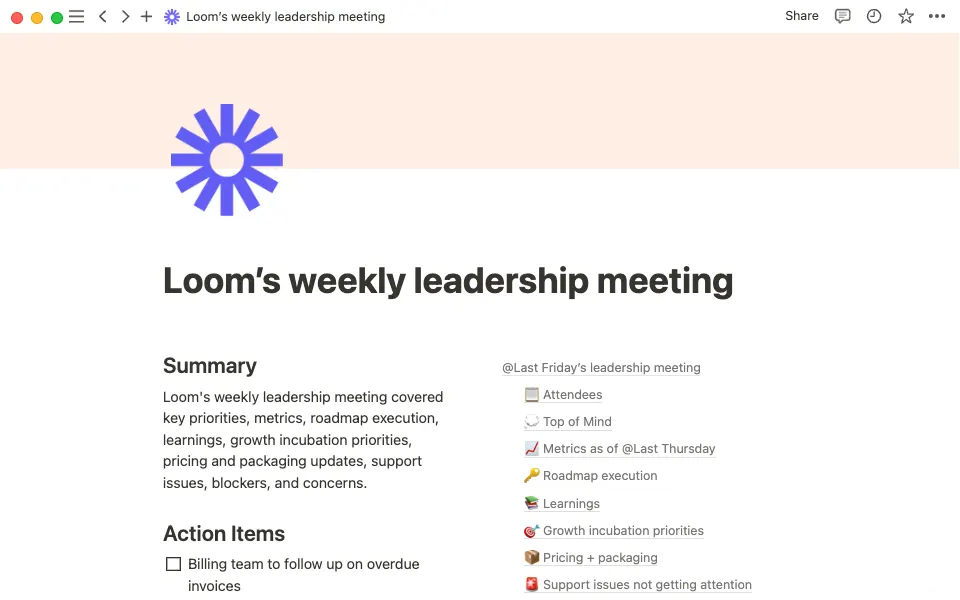 Loom’s weekly leadership meeting
Share
Loom’s weekly leadership meeting
Summary
Loom's weekly leadership meeting covered
key priorities, metrics, roadmap execution,
learnings, growth incubation priorities,
pricing and packaging updates, support
issues, blockers, and concerns.
Action Items
Billing team to follow up on overdue
invoices
@Last Friday’s leadership meeting
Attendees
Top of Mind
Metrics as of @Last Thursday
Roadmap execution
Learnings
Growth incubation priorities
Pricing + packaging
Support issues not getting attention